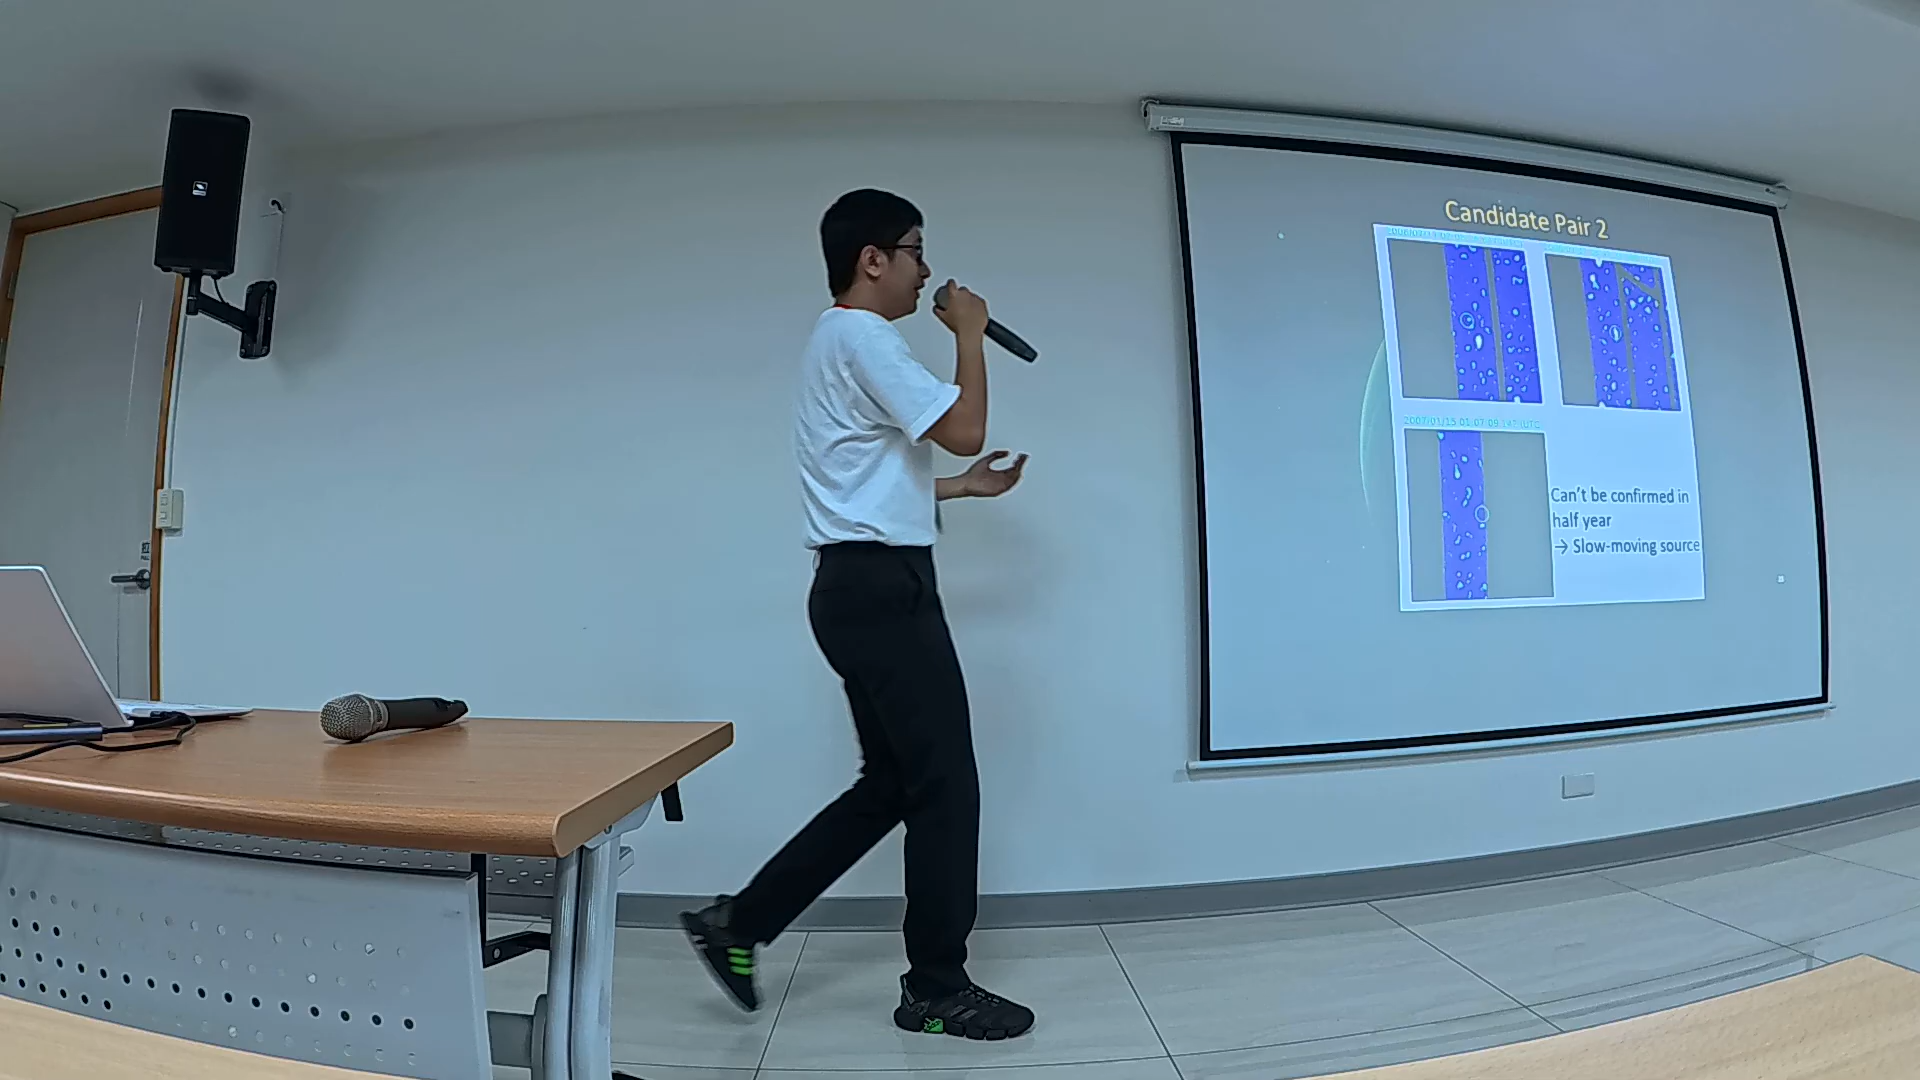 Candidate Pair 2
Can't be confirmed in
half year
→ Slow-moving source